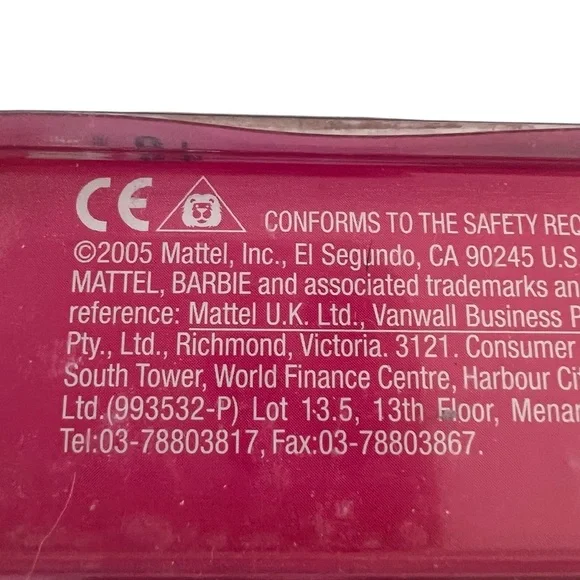 CE CONFORMS TO THE SAFETY REQ
©2005 Mattel, Inc., El Segundo, CA 90245 U.S.
MATTEL, BARBIE and associated trademarks an
reference: Mattel U.K. Ltd., Vanwall Business P
Pty., Ltd., Richmond, Victoria. 3121. Consumer
South Tower, World Finance Centre, Harbour Cit
Ltd.(993532-P) Lot 13.5, 13th Floor, Menar
Tel:03-78803817, Fax:03-78803867.